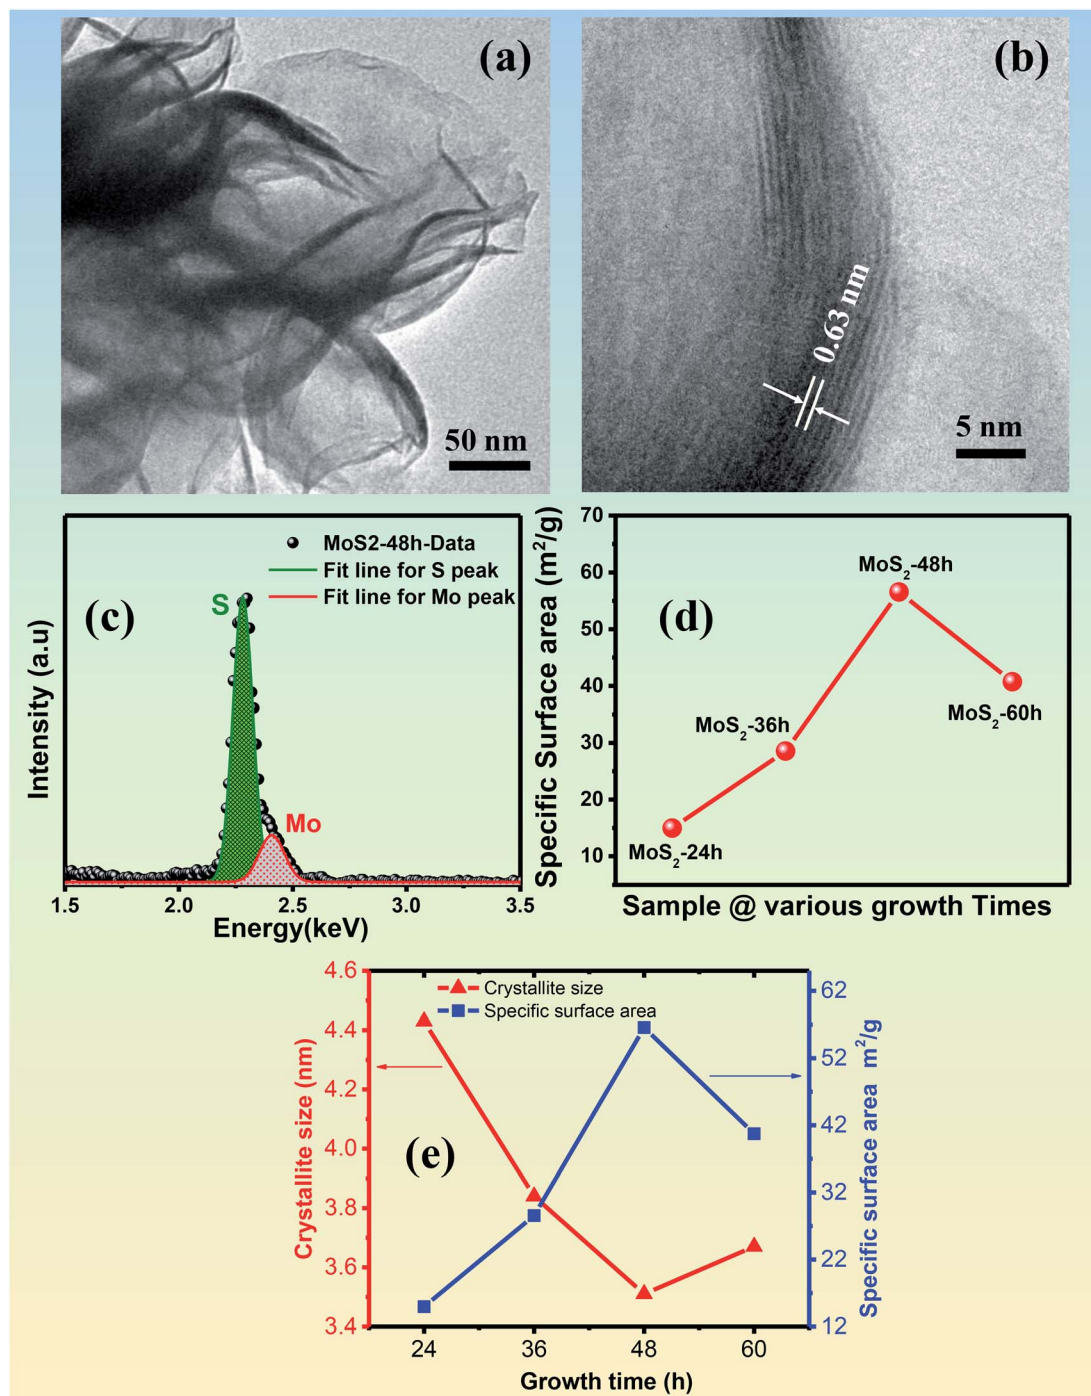 (a)
50 nm
(b)
0.63 nm
5 nm
(c)
MoS2-48h-Data
Fit line for S peak
Fit line for Mo peak
S
Mo
Intensity (a.u)
1.5 2.0 2.5 3.0 3.5
Energy(keV)
(d)
Specific Surface area (m²/g)
70
60
50
40
30
20
10
MoS₂-48h
MoS₂-36h
MoS₂-60h
MoS₂-24h
Sample @ various growth Times
(e)
Crystallite size
Specific surface area
Crystallite size (nm)
4.6
4.4
4.2
4.0
3.8
3.6
3.4
62
52
42
32
22
12
Specific surface area m²/g
24 36 48 60
Growth time (h)